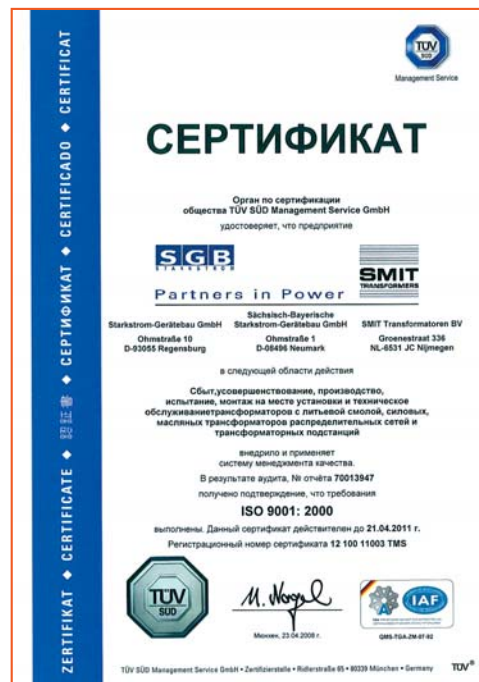 TÜV
SÜD
Management Service
СЕРТИФИКАТ
Орган по сертификации
общества TÜV SÜD Management Service GmbH
удостоверяет, что предприятие
SGB
STARKSTROM
SMIT
TRANSFORMERS
Partners in Power
Starkstrom-Gerätebau GmbH
Ohmstraße 10
D-93055 Regensburg
Sächsisch-Bayerische
Starkstrom-Gerätebau GmbH
Ohmstraße 1
D-08496 Neumark
SMIT Transformatoren BV
Groenestraat 336
NL-6531 JC Nijmegen
в следующей области действия
Сбыт,усовершенствование, производство,
испытание, монтаж на месте установки и техническое
обслуживаниетрансформаторов с литьевой смолой, силовых,
масляных трансформаторов распределительных сетей и
трансформаторных подстанций
внедрило и применяет
систему менеджмента качества.
В результате аудита, № отчёта 70013947
получено подтверждение, что требования
ISO 9001: 2000
выполнены. Данный сертификат действителен до 21.04.2011 г.
Регистрационный номер сертификата 12 100 11003 TMS
TÜV
SÜD
Мюнхен, 23.04.2008 г.
IAF
QMS-TGA-ZM-07-92
TÜV SÜD Management Service GmbH • Zertifizierstelle • Ridlerstraße 65 • 80339 München • Germany
TÜV®
ZERTIFIKAT ◆ CERTIFICATE ◆ 認證證書 ◆ СЕРТИФИКАТ ◆ CERTIFICADO ◆ CERTIFICAT